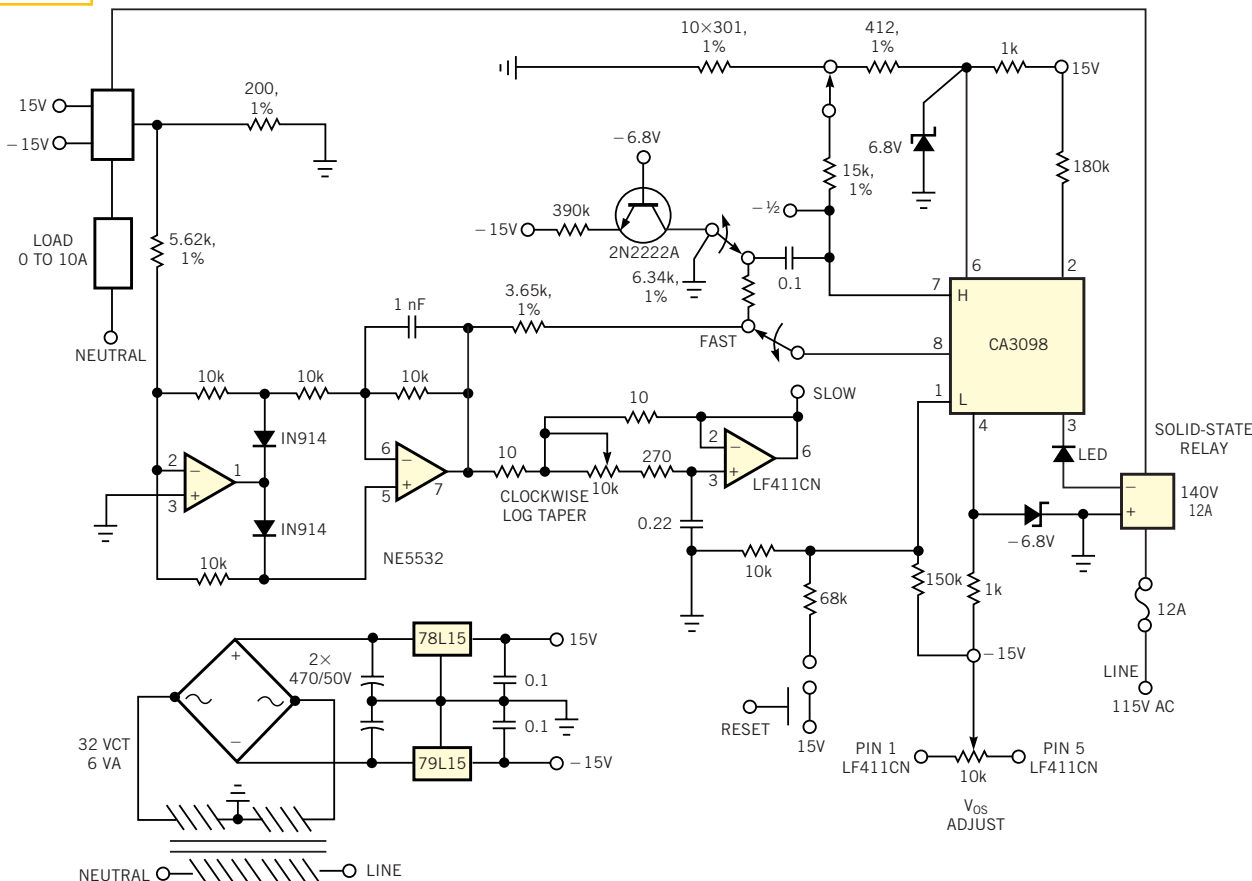 10×301,
1%
412,
1%
1k
15V
200,
1%
15V
−15V
−6.8V
6.8V
15k,
1%
180k
−½
390k
−15V
2N2222A
LOAD
0 TO 10A
5.62k,
1%
6.34k,
1%
0.1
6
2
7
H
1 nF
3.65k,
1%
FAST
8
CA3098
NEUTRAL
1
L
10k
10k
10k
10
SLOW
4
3
SOLID-STATE
RELAY
IN914
2
−
1
+
3
6
−
+
5
7
10
CLOCKWISE
LOG TAPER
10k
270
2
−
+
3
6
LF411CN
LED
−
+
140V
12A
IN914
0.22
−6.8V
NE5532
10k
10k
150k
1k
68k
12A
78L15
15V
−15V
+
2×
470/50V
0.1
LINE
115V AC
0.1
RESET
15V
32 VCT
6 VA
−
79L15
−15V
PIN 1
LF411CN
10k
PIN 5
LF411CN
VOS
ADJUST
NEUTRAL
LINE